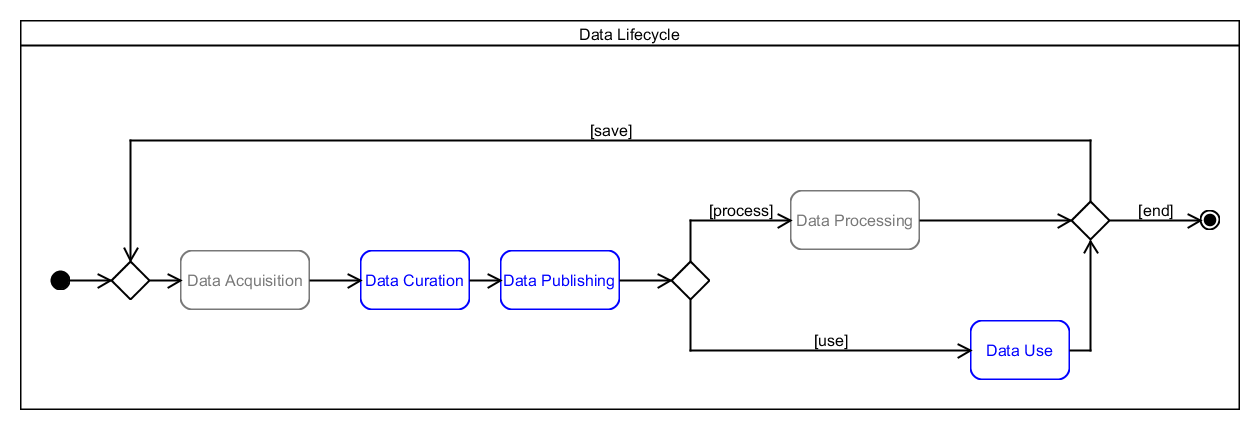 Data Lifecycle
[save]
[process]
Data Processing
[end]
Data Acquisition
Data Curation
Data Publishing
[use]
Data Use